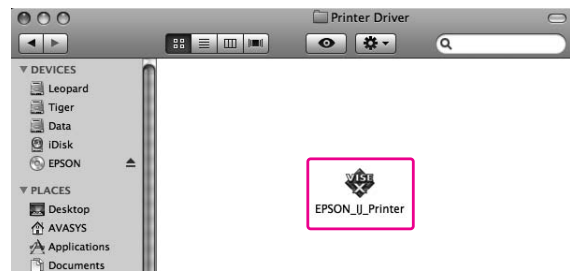 Printer Driver
DEVICES
Leopard
Tiger
Data
iDisk
EPSON
VISE
X
EPSON_IJ_Printer
PLACES
Desktop
AVASYS
Applications
Documents